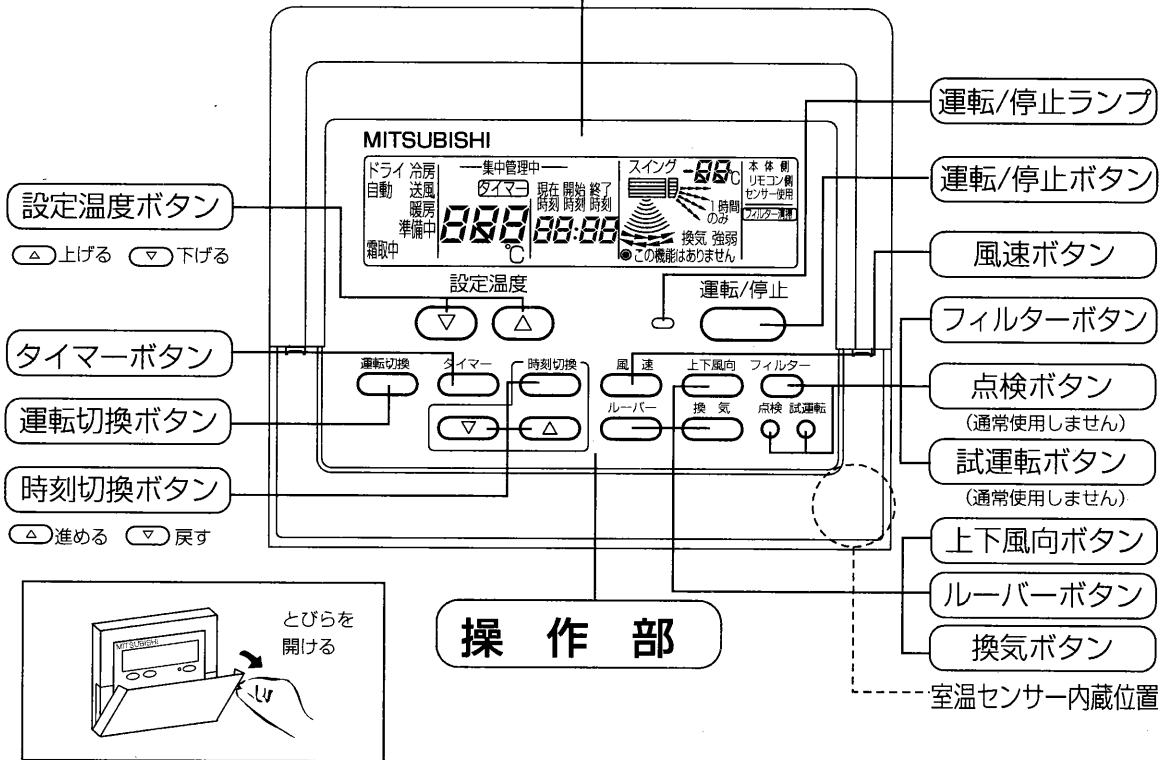 MITSUBISHI
ドライ 冷房
自動 送風
暖房
準備中
霜取中
集中管理中
タイマー
現在 開始 終了
時刻 時刻 時刻
888
℃
88:88
スイング
-88℃
1時間
のみ
換気 強弱
この機能はありません
本体側
リモコン側
センサー使用
フィルター清掃
設定温度
運転/停止
運転切換
タイマー
時刻切換
風速
上下風向
フィルター
ルーバー
換気
点検
試運転
設定温度ボタン
△上げる ▽下げる
タイマーボタン
運転切換ボタン
時刻切換ボタン
△進める ▽戻す
運転/停止ランプ
運転/停止ボタン
風速ボタン
フィルターボタン
点検ボタン
(通常使用しません)
試運転ボタン
(通常使用しません)
上下風向ボタン
ルーバーボタン
換気ボタン
室温センサー内蔵位置
操作部
MITSUBISHI
とびらを
開ける